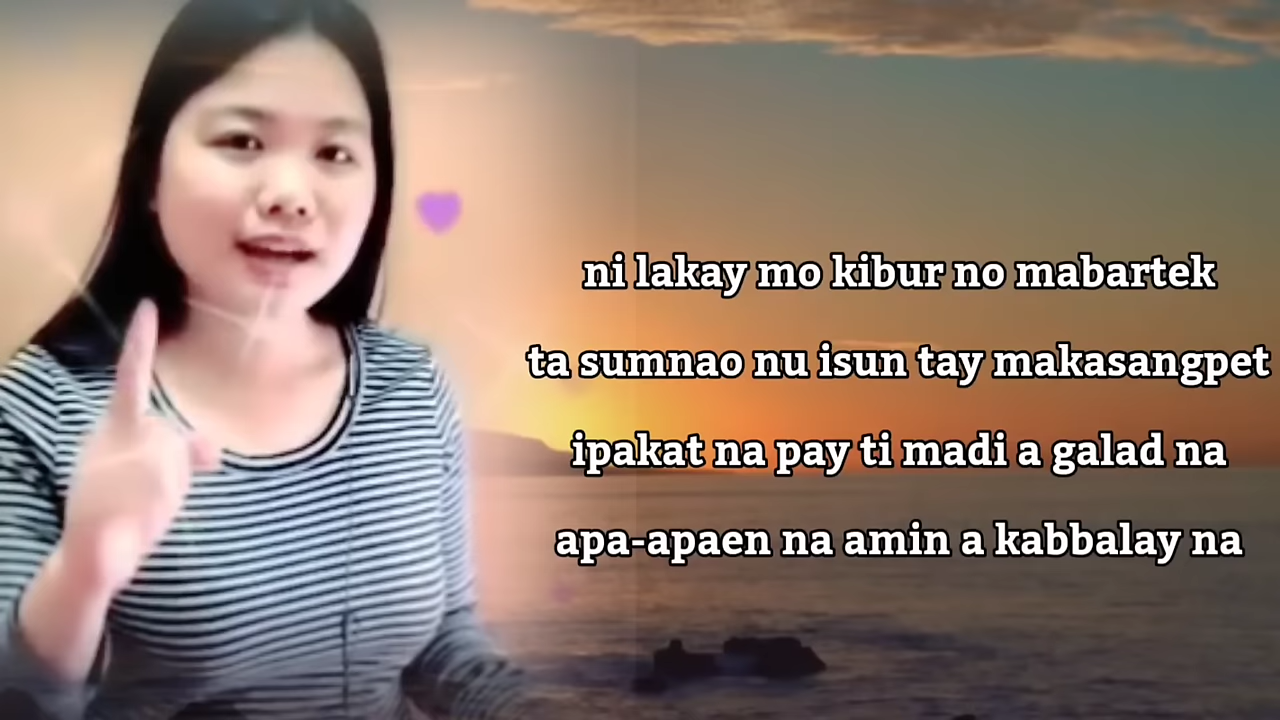 ni lakay mo kibur no mabartek
ta sumnao nu isun tay makasangpet
ipakat na pay ti madi a galad na
apa-apaen na amin a kabbalay na